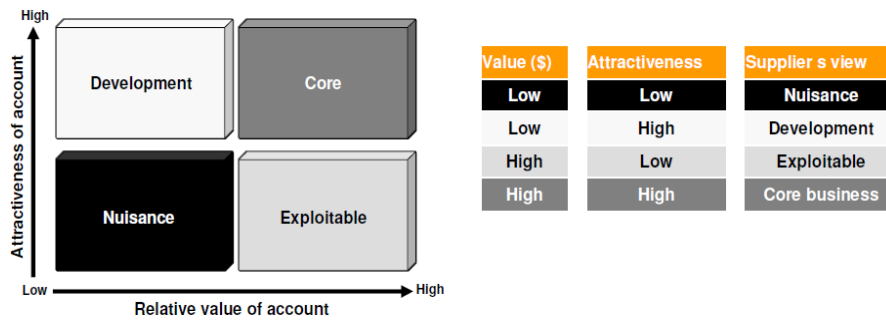 High
Attractiveness of account
Development
Core
Nuisance
Exploitable
Low
High
Relative value of account
Value ($) Attractiveness Supplier s view
Low Low Nuisance
Low High Development
High Low Exploitable
High High Core business